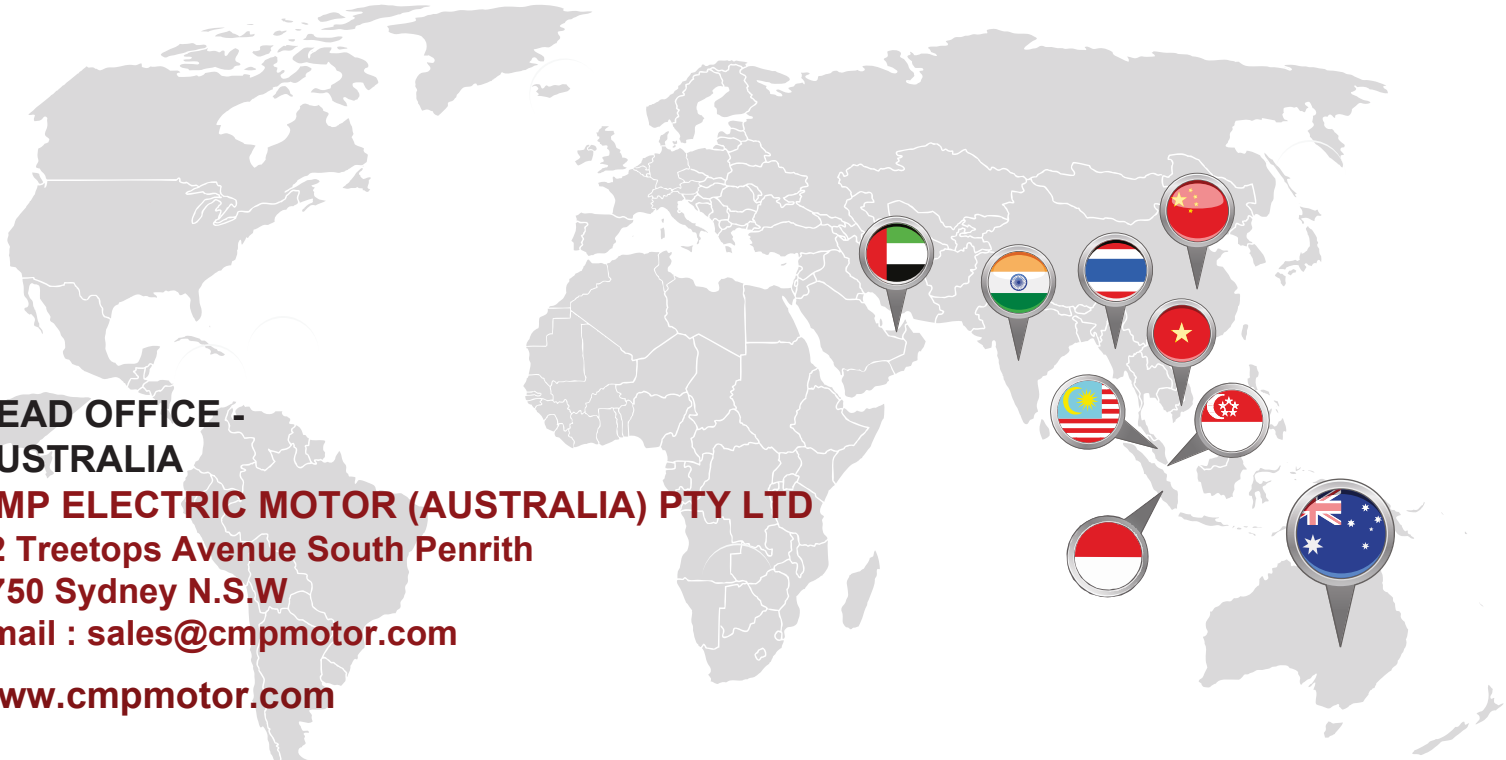 EAD OFFICE -
USTRALIA
MP ELECTRIC MOTOR (AUSTRALIA) PTY LTD
2 Treetops Avenue South Penrith
750 Sydney N.S.W
mail : sales@cmpmotor.com
ww.cmpmotor.com